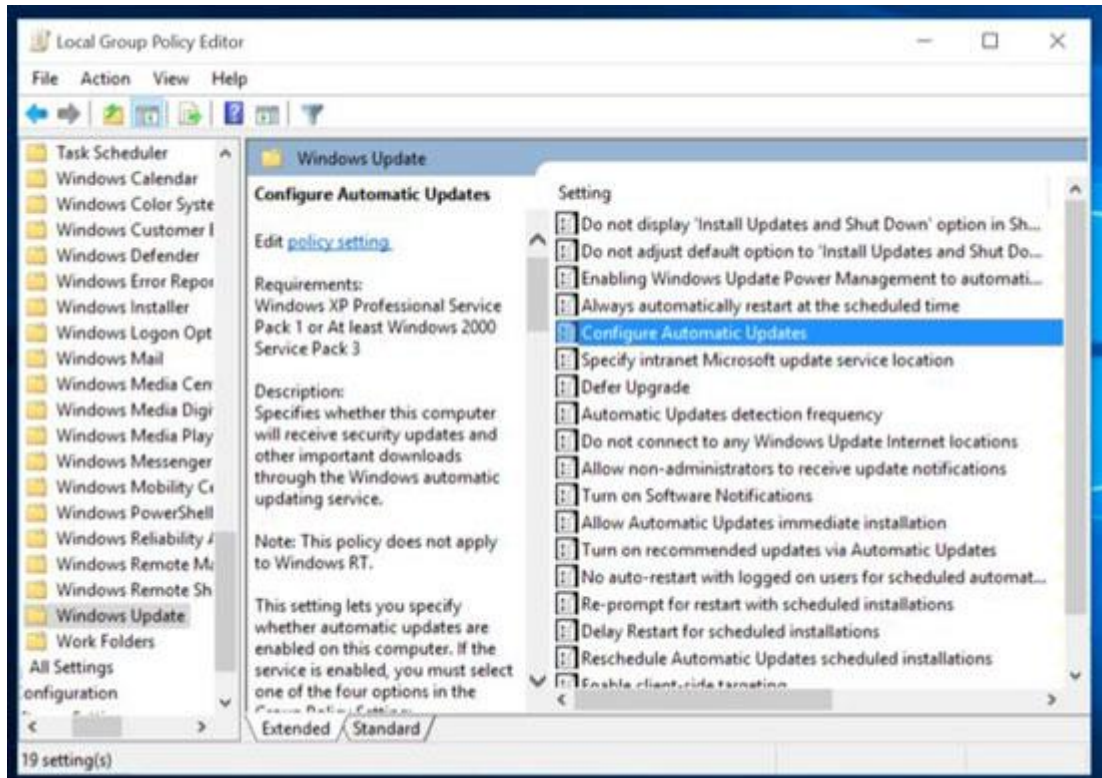 Local Group Policy Editor
File Action View Help
Task Scheduler
Windows Calendar
Windows Color Syste
Windows Customer I
Windows Defender
Windows Error Repor
Windows Installer
Windows Logon Opt
Windows Mail
Windows Media Cen
Windows Media Digi
Windows Media Play
Windows Messenger
Windows Mobility Ce
Windows PowerShell
Windows Reliability A
Windows Remote Ma
Windows Remote Sh
Windows Update
Work Folders
All Settings
onfiguration
Windows Update
Configure Automatic Updates
Edit policy setting
Requirements:
Windows XP Professional Service
Pack 1 or At least Windows 2000
Service Pack 3
Description:
Specifies whether this computer
will receive security updates and
other important downloads
through the Windows automatic
updating service.
Note: This policy does not apply
to Windows RT.
This setting lets you specify
whether automatic updates are
enabled on this computer. If the
service is enabled, you must select
one of the four options in the
Group Policy Setting:
Setting
Do not display 'Install Updates and Shut Down' option in Sh...
Do not adjust default option to 'Install Updates and Shut Do...
Enabling Windows Update Power Management to automati...
Always automatically restart at the scheduled time
Configure Automatic Updates
Specify intranet Microsoft update service location
Defer Upgrade
Automatic Updates detection frequency
Do not connect to any Windows Update Internet locations
Allow non-administrators to receive update notifications
Turn on Software Notifications
Allow Automatic Updates immediate installation
Turn on recommended updates via Automatic Updates
No auto-restart with logged on users for scheduled automat...
Re-prompt for restart with scheduled installations
Delay Restart for scheduled installations
Reschedule Automatic Updates scheduled installations
Enable client-side targeting
Extended Standard
19 setting(s)